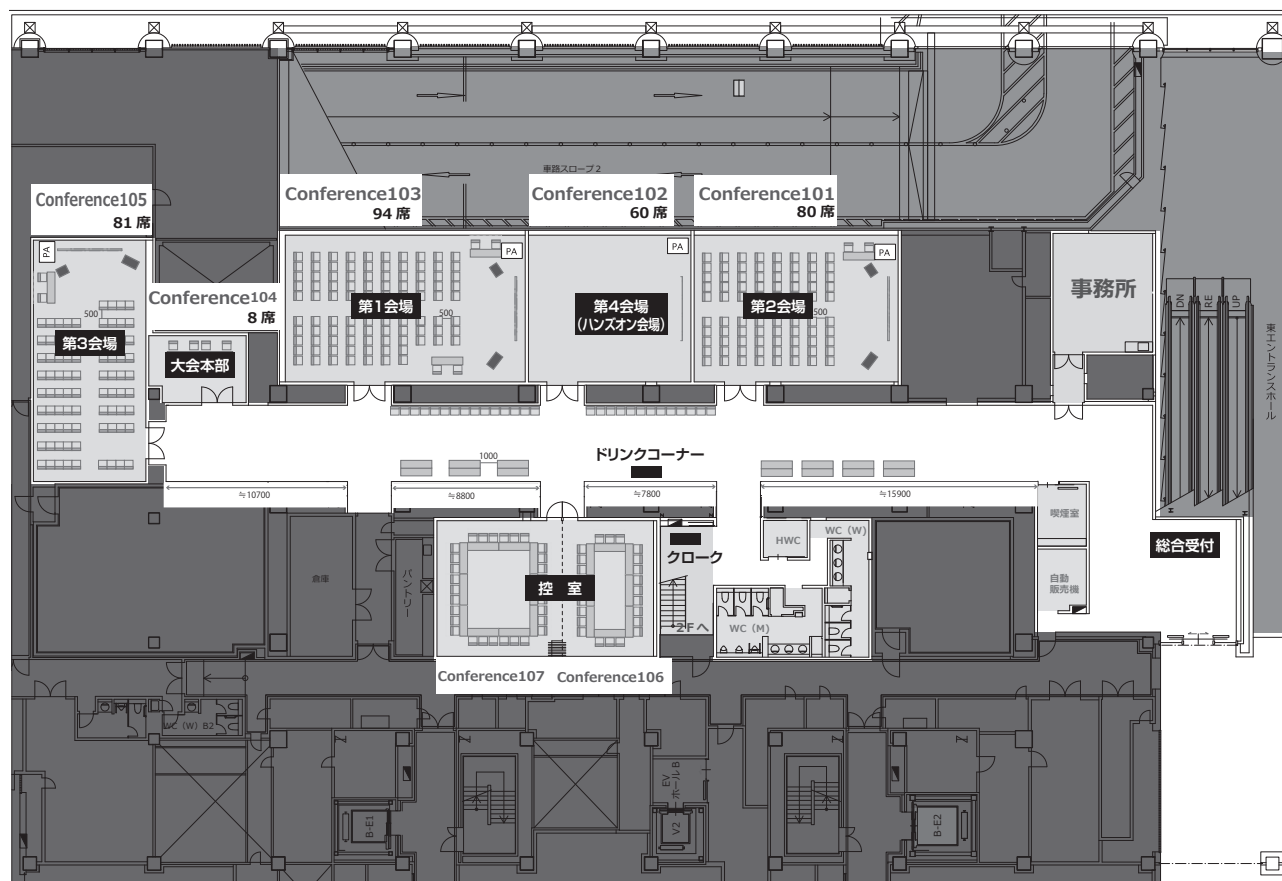 車路スロープ2
Conference105
81席
Conference103
94席
Conference102
60席
Conference101
80席
PA
PA
PA
PA
Conference104
8席
第1会場
500
第4会場
(ハンズオン会場)
第2会場
500
事務所
DN
RE
UP
東エントランスホール
500
第3会場
大会本部
ドリンクコーナー
1000
≒10700
≒8800
≒7800
≒15900
喫煙室
総合受付
HWC
WC（W）
クローク
控 室
倉庫
パントリー
自動
販売機
2Fへ
WC（M）
Conference107
Conference106
WC（W）B2
EV
ホールB
B-E1
V2
B-E2